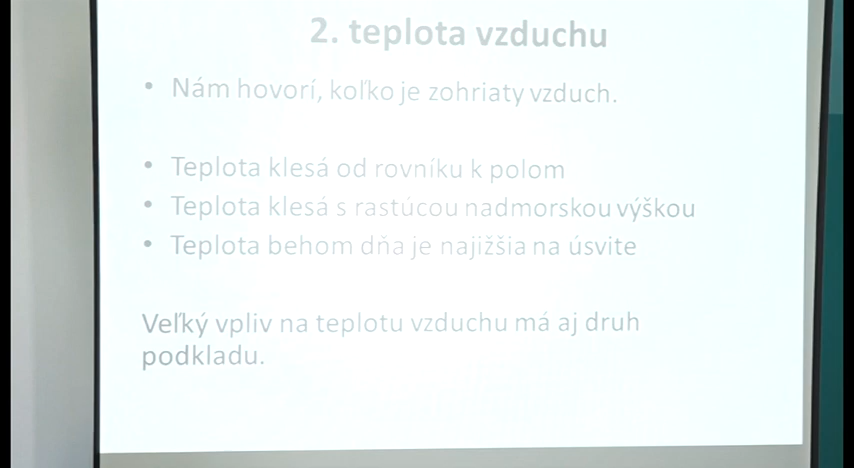 2. teplota vzduchu
• Nám hovorí, koľko je zohriaty vzduch.
• Teplota klesá od rovníku k polom
• Teplota klesá s rastúcou nadmorskou výškou
• Teplota behom dňa je najižšia na úsvite
Veľký vpliv na teplotu vzduchu má aj druh
podkladu.